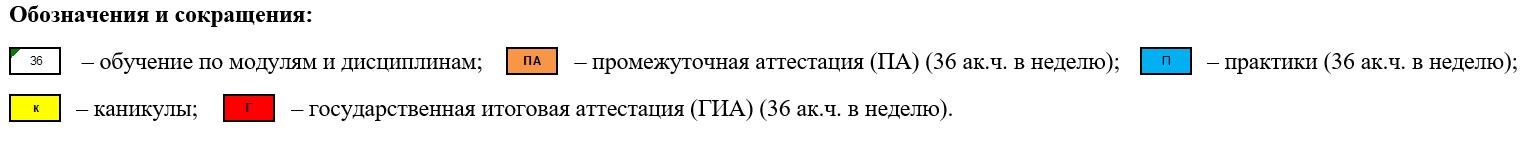 Обозначения и сокращения:
36 – обучение по модулям и дисциплинам; ПА – промежуточная аттестация (ПА) (36 ак.ч. в неделю); П – практики (36 ак.ч. в неделю);
к – каникулы; Г – государственная итоговая аттестация (ГИА) (36 ак.ч. в неделю).